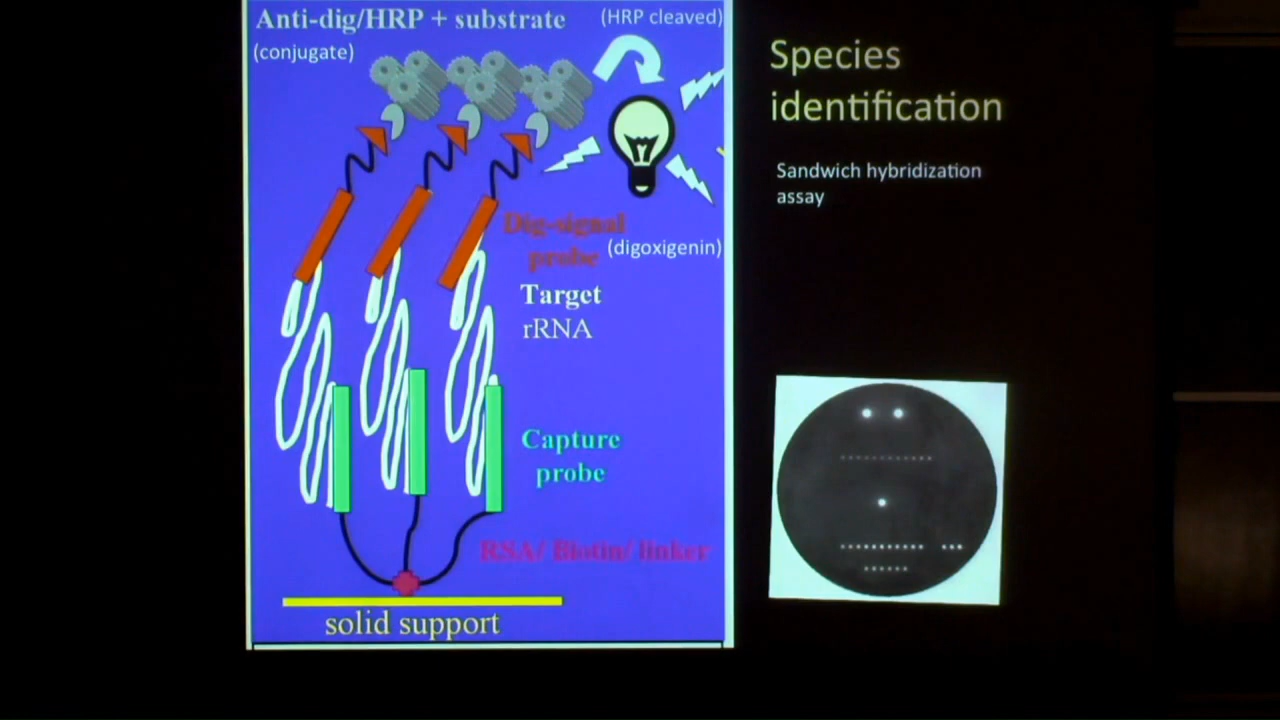 Anti-dig/HRP + substrate
(HRP cleaved)
(conjugate)
Dig-signal
probe
(digoxigenin)
Target
rRNA
Capture
probe
RSA/ Biotin/ linker
solid support
Species
identification
Sandwich hybridization
assay